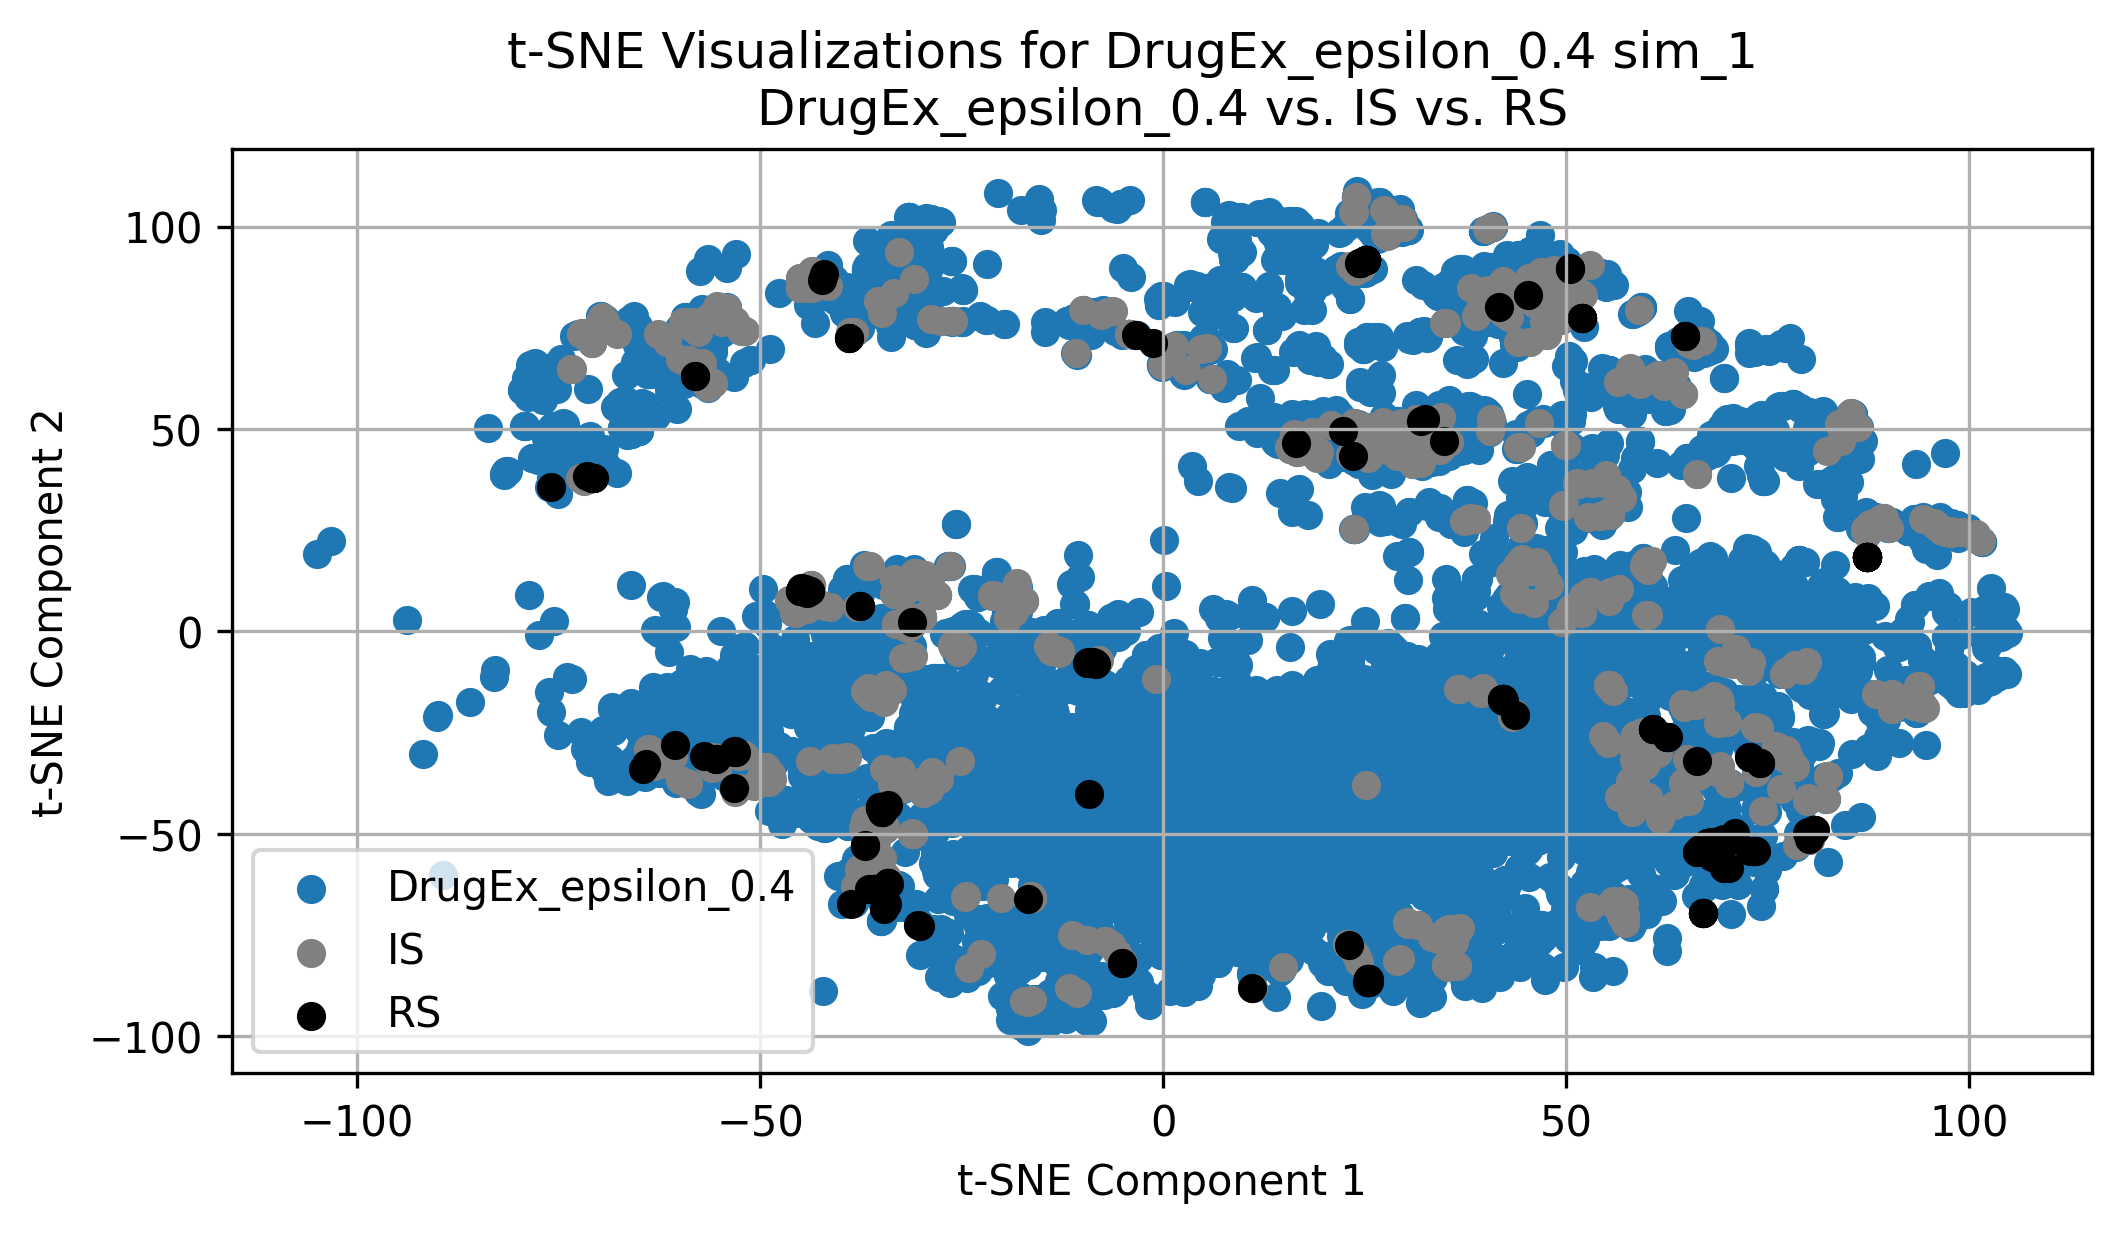 t-SNE Visualizations for DrugEx_epsilon_0.4 sim_1
DrugEx_epsilon_0.4 vs. IS vs. RS
t-SNE Component 2
100
50
0
−50
−100
DrugEx_epsilon_0.4
IS
RS
−100
−50
0
50
100
t-SNE Component 1